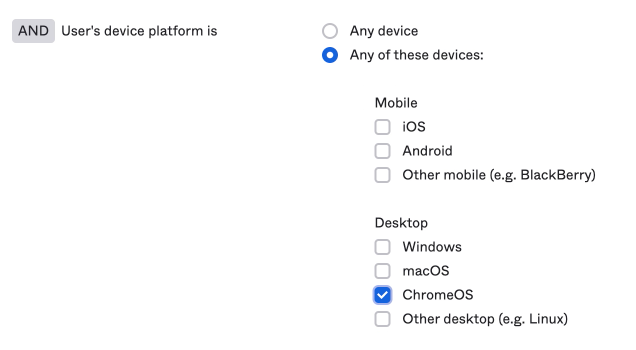 AND User's device platform is
Any device
Any of these devices:
Mobile
iOS
Android
Other mobile (e.g. BlackBerry)
Desktop
Windows
macOS
ChromeOS
Other desktop (e.g. Linux)